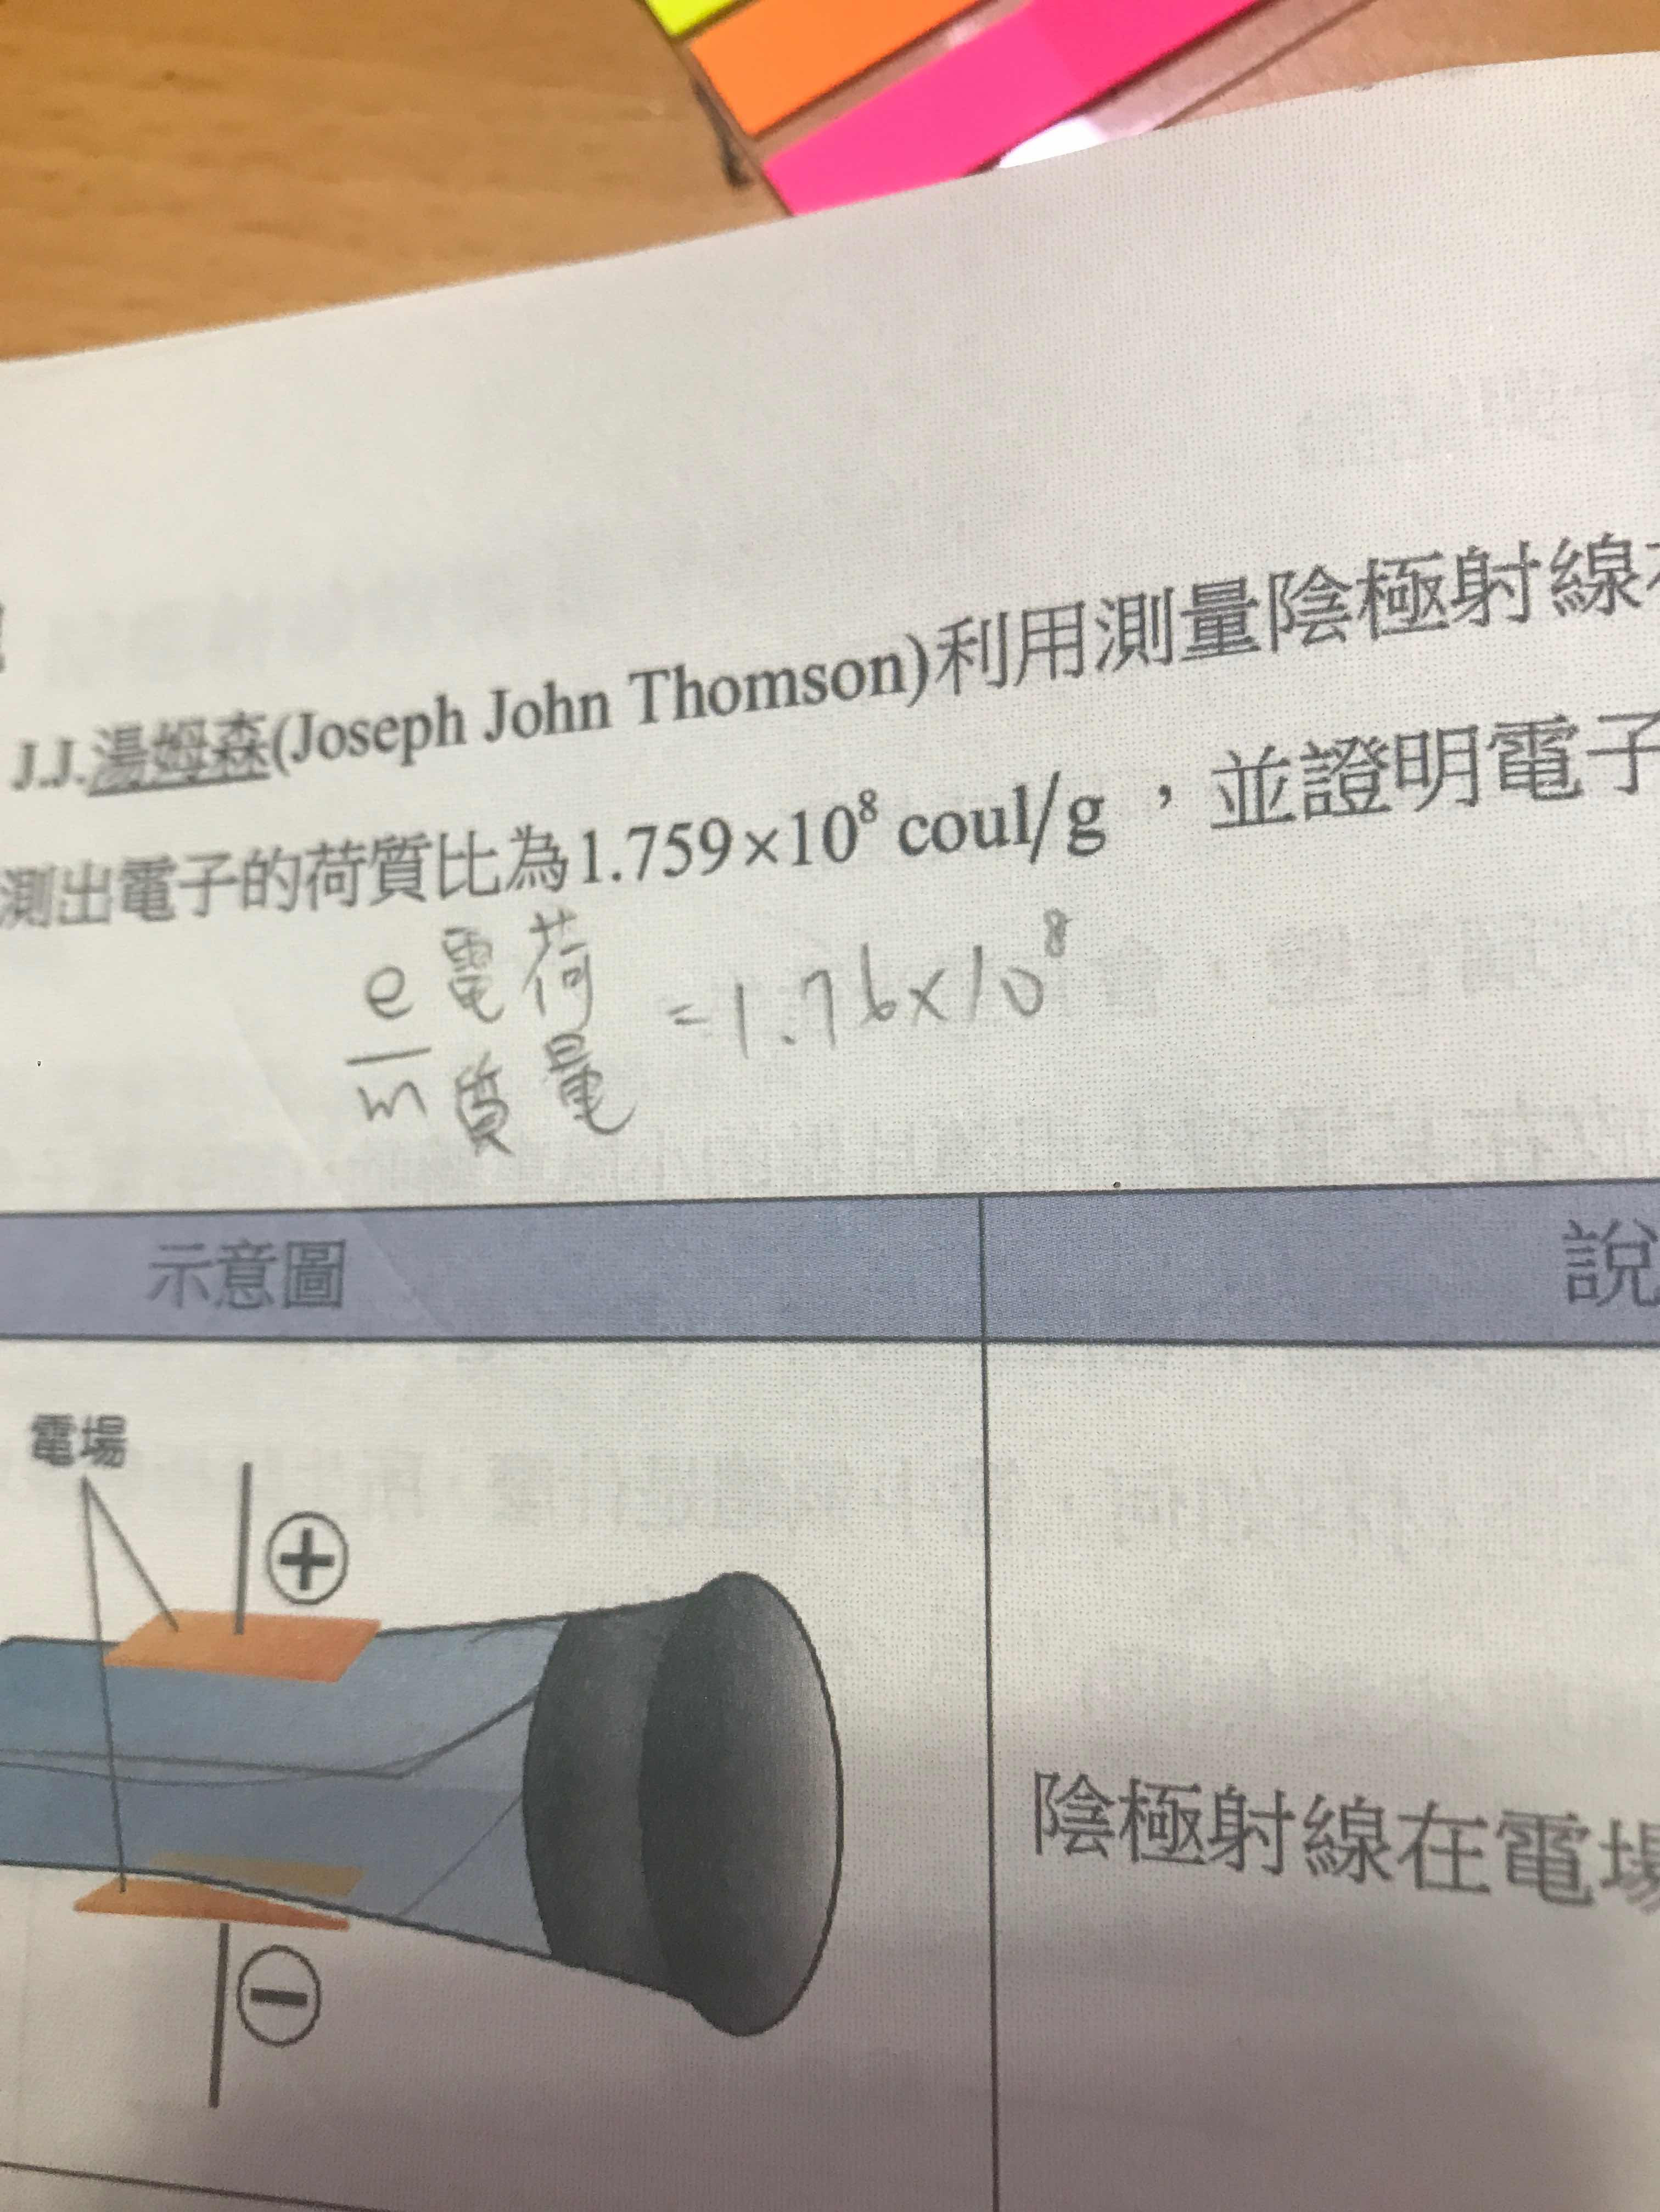 J.J.湯姆森(Joseph John Thomson)利用測量陰極射線
測出電子的荷質比為1.759×10⁸ coul/g，並證明電子
e 電荷
— = 1.76×10⁸
m 質量
示意圖 說
電場
⊕
陰極射線在電場
⊖